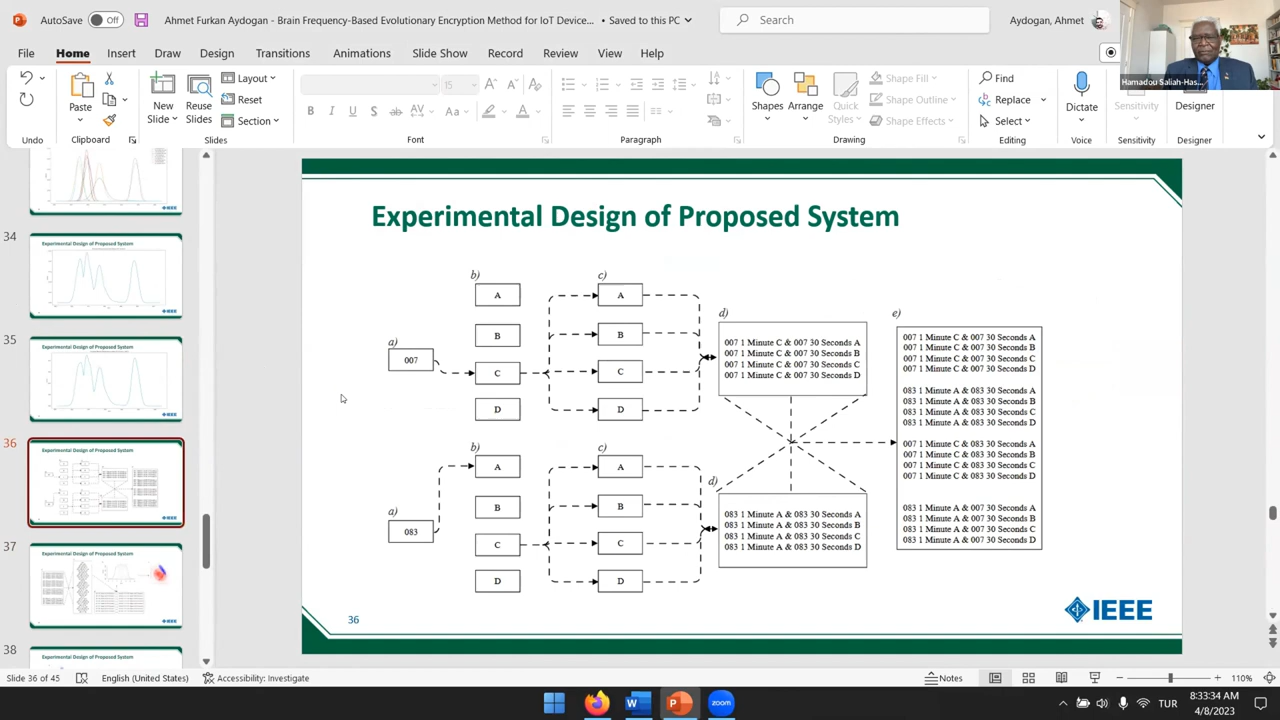 AutoSave Off
Ahmet Furkan Aydogan - Brain Frequency-Based Evolutionary Encryption Method for IoT Device... • Saved to this PC
Search
Aydogan, Ahmet
Hamadou Saliah-Has...
File Home Insert Draw Design Transitions Animations Slide Show Record Review View Help
Paste
New Slide
Reuse Slides
Layout
Reset
Section
Shapes
Arrange
Quick Styles
Shape Fill
Shape Outline
Shape Effects
Find
Replace
Select
Dictate
Sensitivity
Designer
Undo Clipboard Slides Font Paragraph Drawing Editing Voice Sensitivity Designer
34
Experimental Design of Proposed System
IEEE
35
Experimental Design of Proposed System
IEEE
36
Experimental Design of Proposed System
IEEE
37
Experimental Design of Proposed System
IEEE
38
Experimental Design of Proposed System
Experimental Design of Proposed System
a)
007
b)
A
B
C
D
c)
A
B
C
D
d)
007 1 Minute C & 007 30 Seconds A
007 1 Minute C & 007 30 Seconds B
007 1 Minute C & 007 30 Seconds C
007 1 Minute C & 007 30 Seconds D
a)
083
b)
A
B
C
D
c)
A
B
C
D
d)
083 1 Minute A & 083 30 Seconds A
083 1 Minute A & 083 30 Seconds B
083 1 Minute A & 083 30 Seconds C
083 1 Minute A & 083 30 Seconds D
e)
007 1 Minute C & 007 30 Seconds A
007 1 Minute C & 007 30 Seconds B
007 1 Minute C & 007 30 Seconds C
007 1 Minute C & 007 30 Seconds D
083 1 Minute A & 083 30 Seconds A
083 1 Minute A & 083 30 Seconds B
083 1 Minute A & 083 30 Seconds C
083 1 Minute A & 083 30 Seconds D
007 1 Minute C & 083 30 Seconds A
007 1 Minute C & 083 30 Seconds B
007 1 Minute C & 083 30 Seconds C
007 1 Minute C & 083 30 Seconds D
083 1 Minute A & 007 30 Seconds A
083 1 Minute A & 007 30 Seconds B
083 1 Minute A & 007 30 Seconds C
083 1 Minute A & 007 30 Seconds D
36
IEEE
Slide 36 of 45
English (United States)
Accessibility: Investigate
Notes
110%
zoom
TUR
8:33:34 AM
4/8/2023